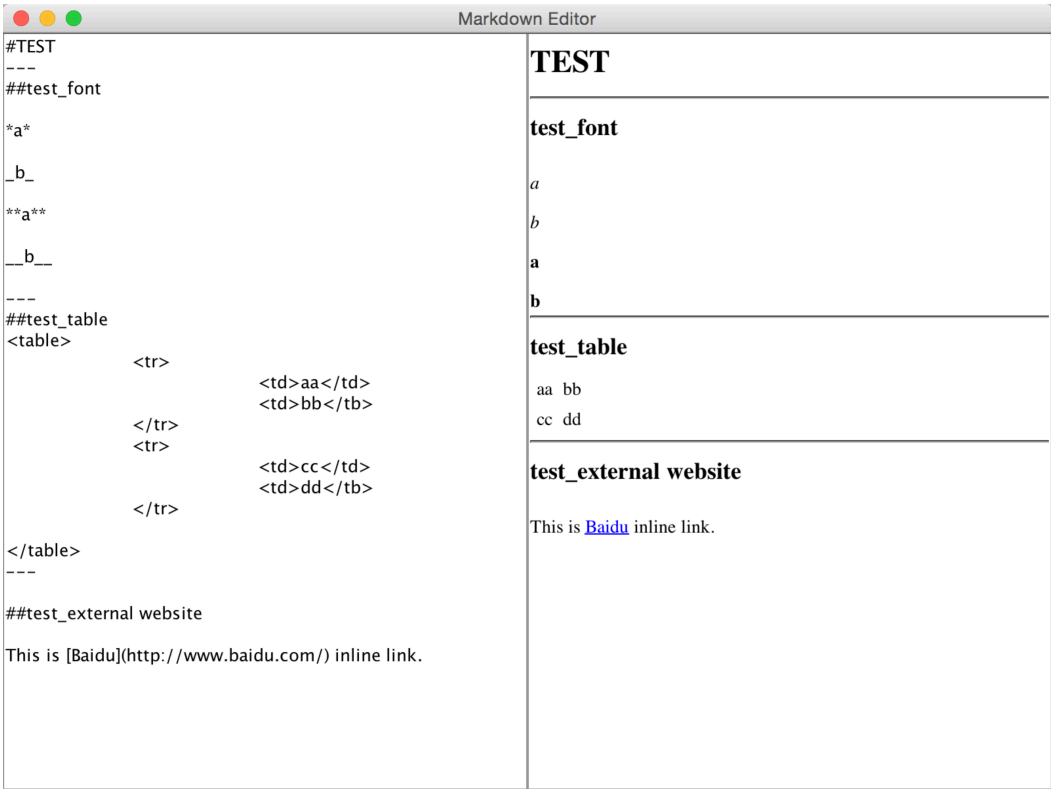 Markdown Editor
#TEST
---
##test_font
*a*
_b_
**a**
__b__
---
##test_table
<table>
<tr>
<td>aa</td>
<td>bb</tb>
</tr>
<tr>
<td>cc</td>
<td>dd</tb>
</tr>
</table>
---
##test_external website
This is [Baidu](http://www.baidu.com/) inline link.
TEST
test_font
a
b
a
b
test_table
aa bb
cc dd
test_external website
This is Baidu inline link.